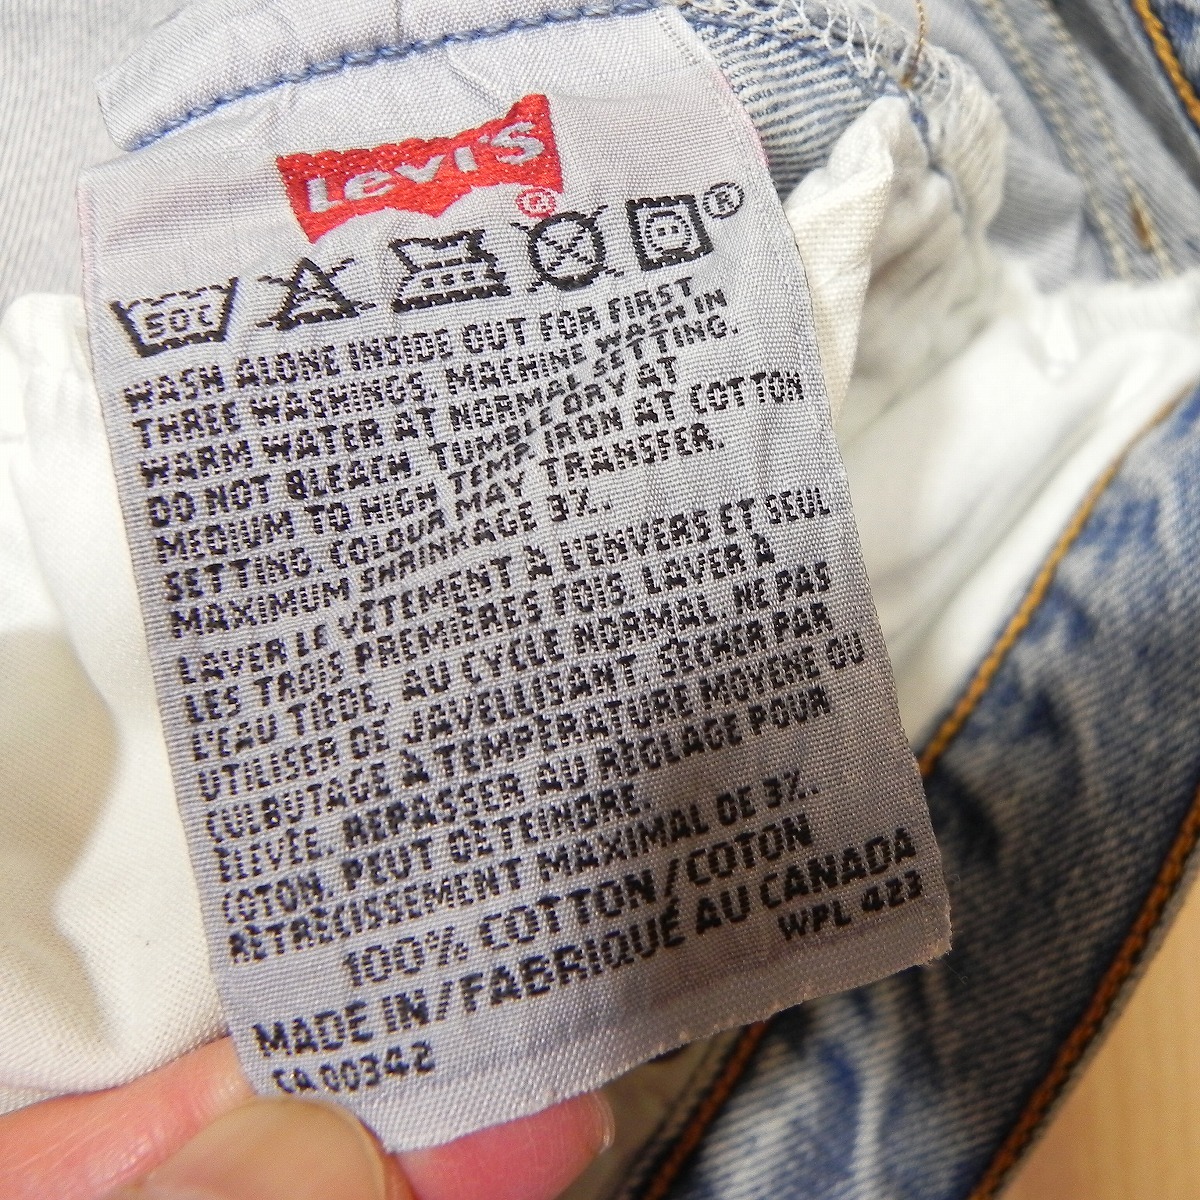 Levi's ®
50C D ®
WASH ALONE INSIDE OUT FOR FIRST
THREE WASHINGS. MACHINE WASH IN
WARM WATER AT NORMAL SETTING.
DO NOT BLEACH. TUMBLE DRY AT
MEDIUM TO HIGH TEMP. IRON AT COTTON
SETTING. COLOUR MAY TRANSFER.
MAXIMUM SHRINKAGE 3%.
LAVER LE VÊTEMENT À L'ENVERS ET SEUL
LES TROIS PREMIÈRES FOIS. LAVER À
L'EAU TIÈDE, AU CYCLE NORMAL. NE PAS
UTILISER DE JAVELLISANT. SÉCHER PAR
CULBUTAGE À TEMPÉRATURE MOYENE OU
ÉLEVÉE. REPASSER AU RÉGLAGE POUR
COTON. PEUT DÉTEINDRE.
RÉTRÉCISSEMENT MAXIMAL DE 3%.
100% COTTON/COTON
MADE IN/FABRIQUÉ AU CANADA
CA 00342 WPL 423